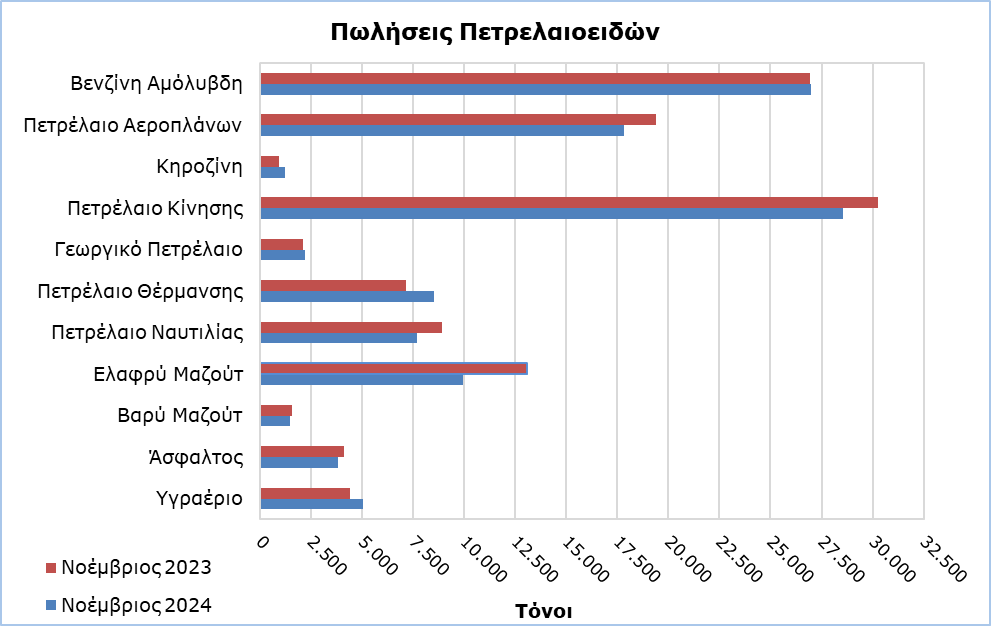 Πωλήσεις Πετρελαιοειδών
Βενζίνη Αμόλυβδη
Πετρέλαιο Αεροπλάνων
Κηροζίνη
Πετρέλαιο Κίνησης
Γεωργικό Πετρέλαιο
Πετρέλαιο Θέρμανσης
Πετρέλαιο Ναυτιλίας
Ελαφρύ Μαζούτ
Βαρύ Μαζούτ
Άσφαλτος
Υγραέριο
0
2.500
5.000
7.500
10.000
12.500
15.000
17.500
20.000
22.500
25.000
27.500
30.000
32.500
Τόνοι
Νοέμβριος 2023
Νοέμβριος 2024